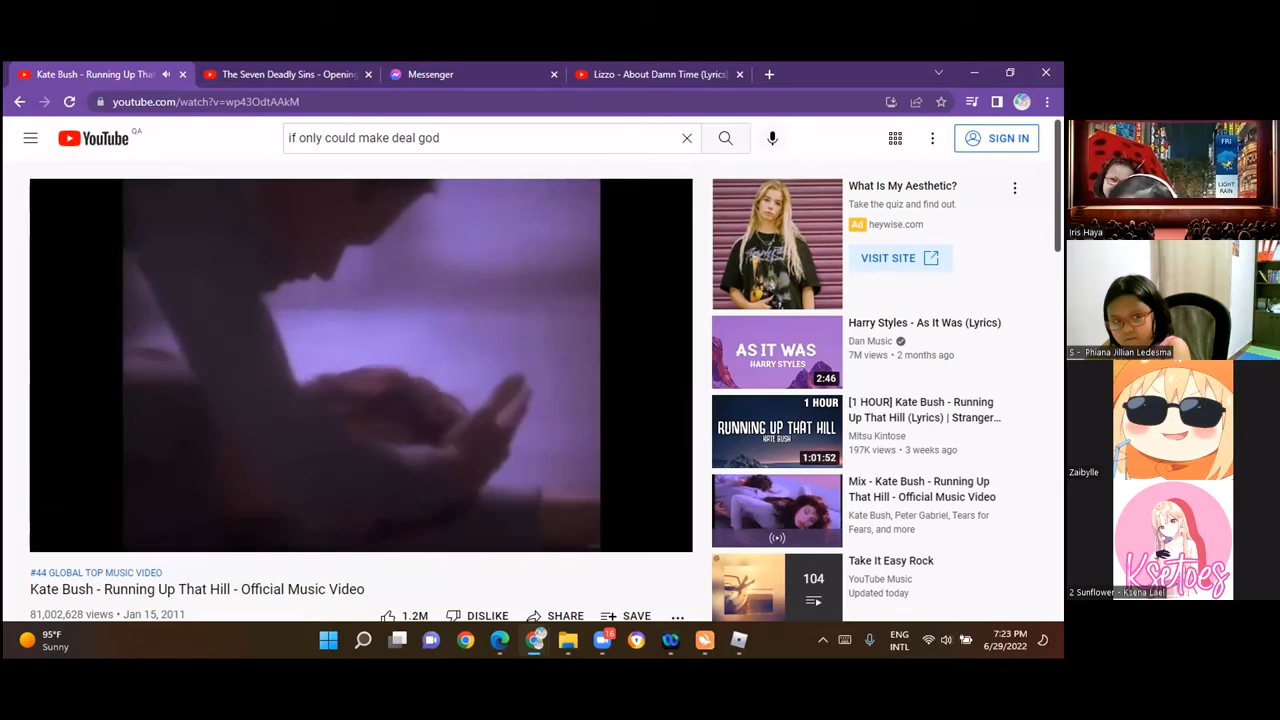 Kate Bush - Running Up That
The Seven Deadly Sins - Opening
Messenger
Lizzo - About Damn Time (Lyrics)
youtube.com/watch?v=wp43OdtAAkM
YouTube
QA
if only could make deal god
SIGN IN
What Is My Aesthetic?
Take the quiz and find out.
Ad heywise.com
VISIT SITE
AS IT WAS
HARRY STYLES
2:46
Harry Styles - As It Was (Lyrics)
Dan Music
7M views • 2 months ago
1 HOUR
RUNNING UP THAT HILL
KATE BUSH
1:01:52
[1 HOUR] Kate Bush - Running
Up That Hill (Lyrics) | Stranger...
Mitsu Kintose
197K views • 3 weeks ago
Mix - Kate Bush - Running Up
That Hill - Official Music Video
Kate Bush, Peter Gabriel, Tears for
Fears, and more
104
Take It Easy Rock
YouTube Music
Updated today
#44 GLOBAL TOP MUSIC VIDEO
Kate Bush - Running Up That Hill - Official Music Video
81,002,628 views • Jan 15, 2011
1.2M
DISLIKE
SHARE
SAVE
95°F
Sunny
16
ENG
INTL
7:23 PM
6/29/2022
FRI
LIGHT
RAIN
Iris Haya
S - Phiana Jillian Ledesma
Zaibylle
Ksetoes
2 Sunflower - Ksena Lael